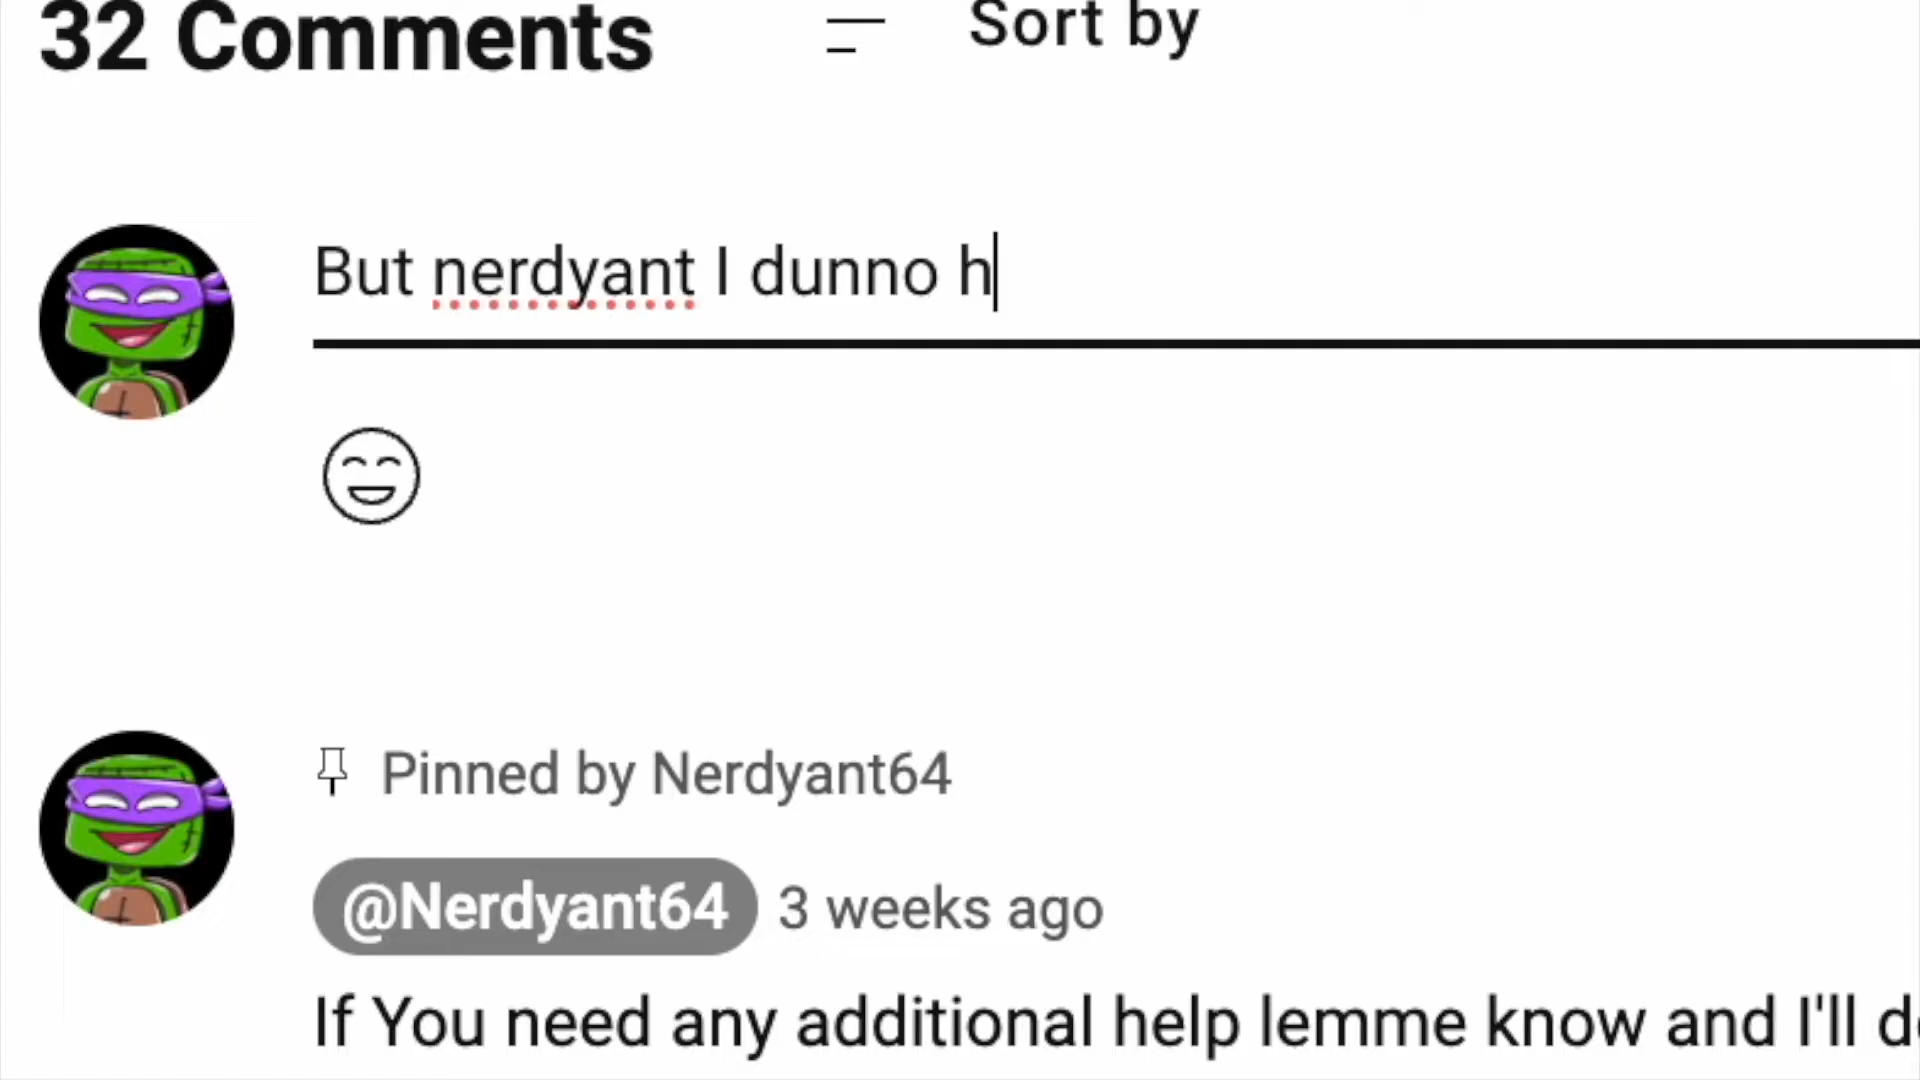 32 Comments
Sort by
But nerdyant I dunno h
Pinned by Nerdyant64
@Nerdyant64 3 weeks ago
If You need any additional help lemme know and I'll d